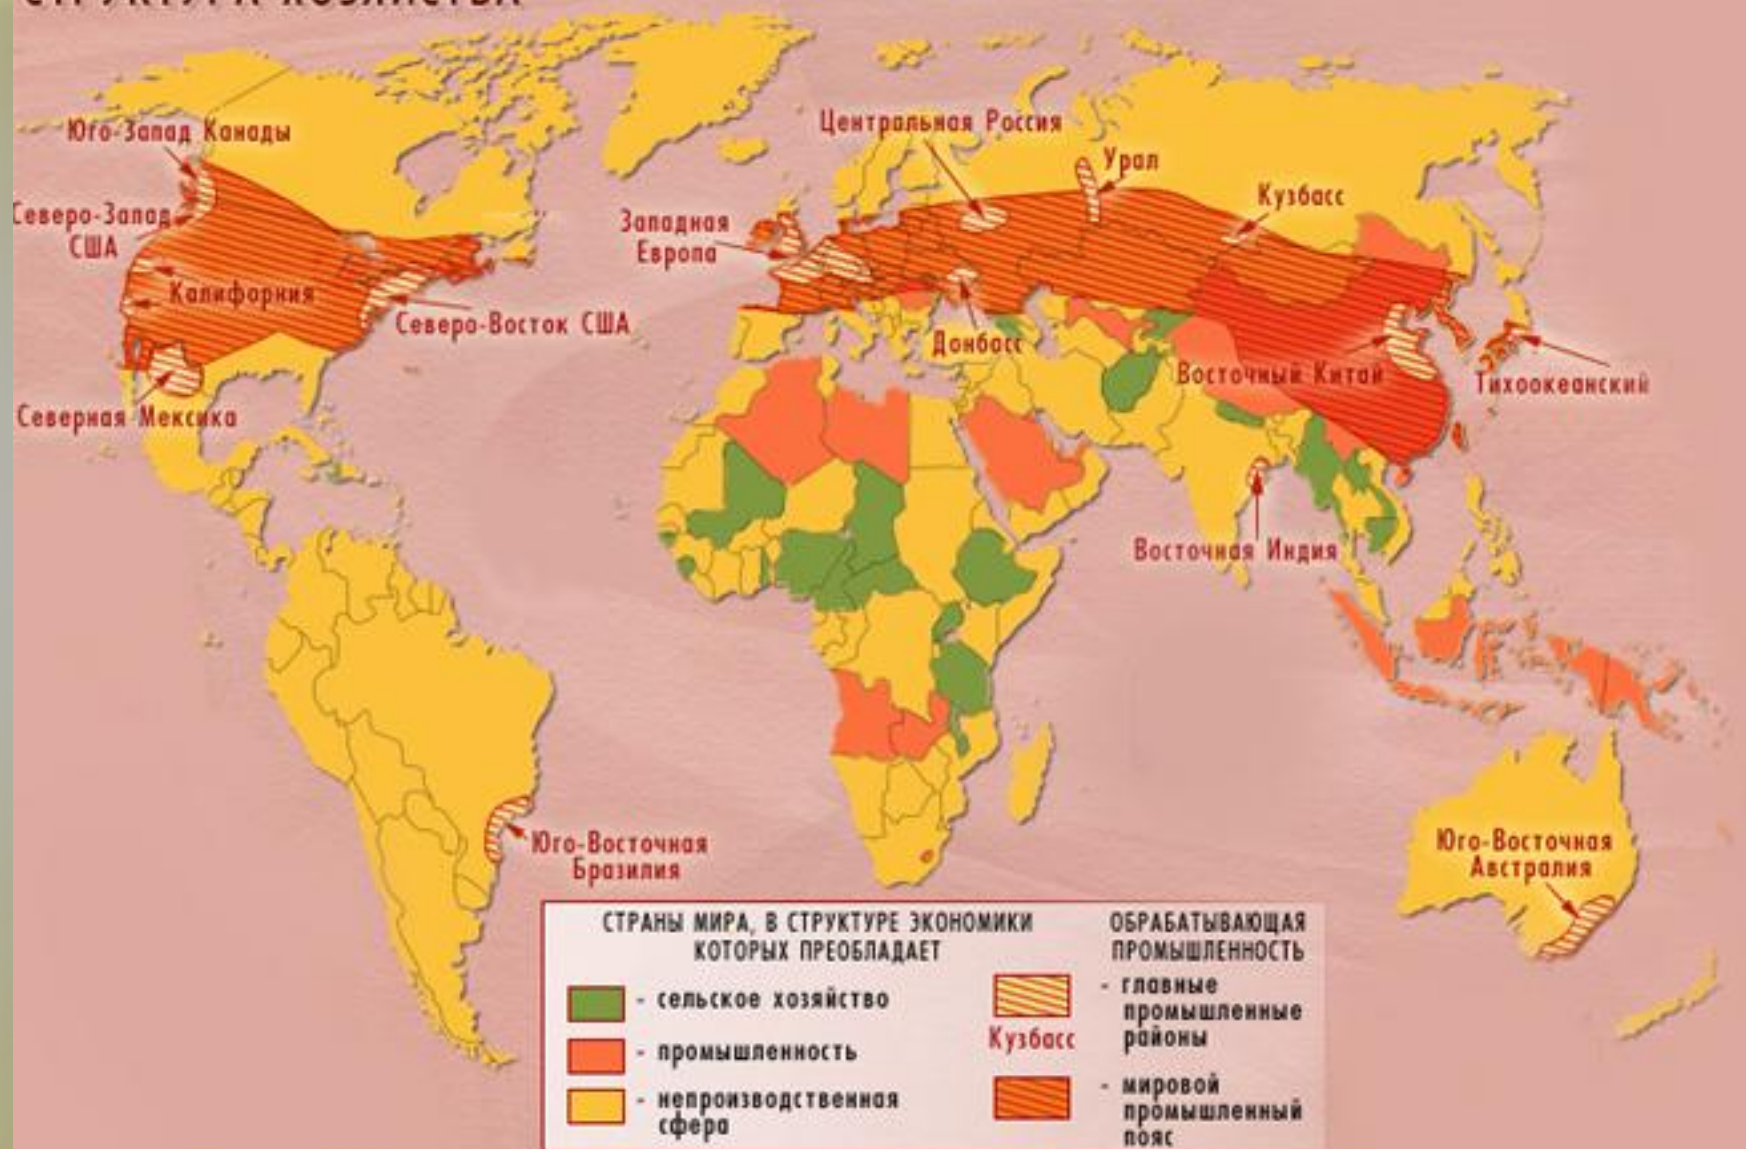 СТРУКТУРА ХОЗЯЙСТВА
Юго-Запад Канады
Северо-Запад
США
Калифорния
Северо-Восток США
Северная Мексика
Центральная Россия
Урал
Кузбасс
Западная
Европа
Донбасс
Восточный Китай
Тихоокеанский
Восточная Индия
Юго-Восточная
Бразилия
Юго-Восточная
Австралия
СТРАНЫ МИРА, В СТРУКТУРЕ ЭКОНОМИКИ
КОТОРЫХ ПРЕОБЛАДАЕТ
- сельское хозяйство
- промышленность
- непроизводственная
сфера
ОБРАБАТЫВАЮЩАЯ
ПРОМЫШЛЕННОСТЬ
- главные
промышленные
районы
Кузбасс
- мировой
промышленный
пояс